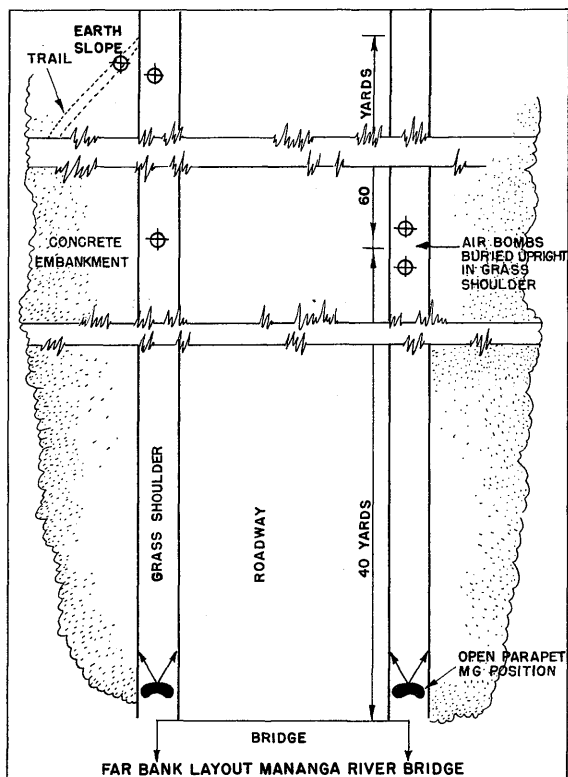 EARTH
SLOPE
TRAIL
YARDS
60
CONCRETE
EMBANKMENT
AIR BOMBS
BURIED UPRIGHT
IN GRASS
SHOULDER
GRASS SHOULDER
ROADWAY
40 YARDS
OPEN PARAPET
MG POSITION
BRIDGE
FAR BANK LAYOUT MANANGA RIVER BRIDGE